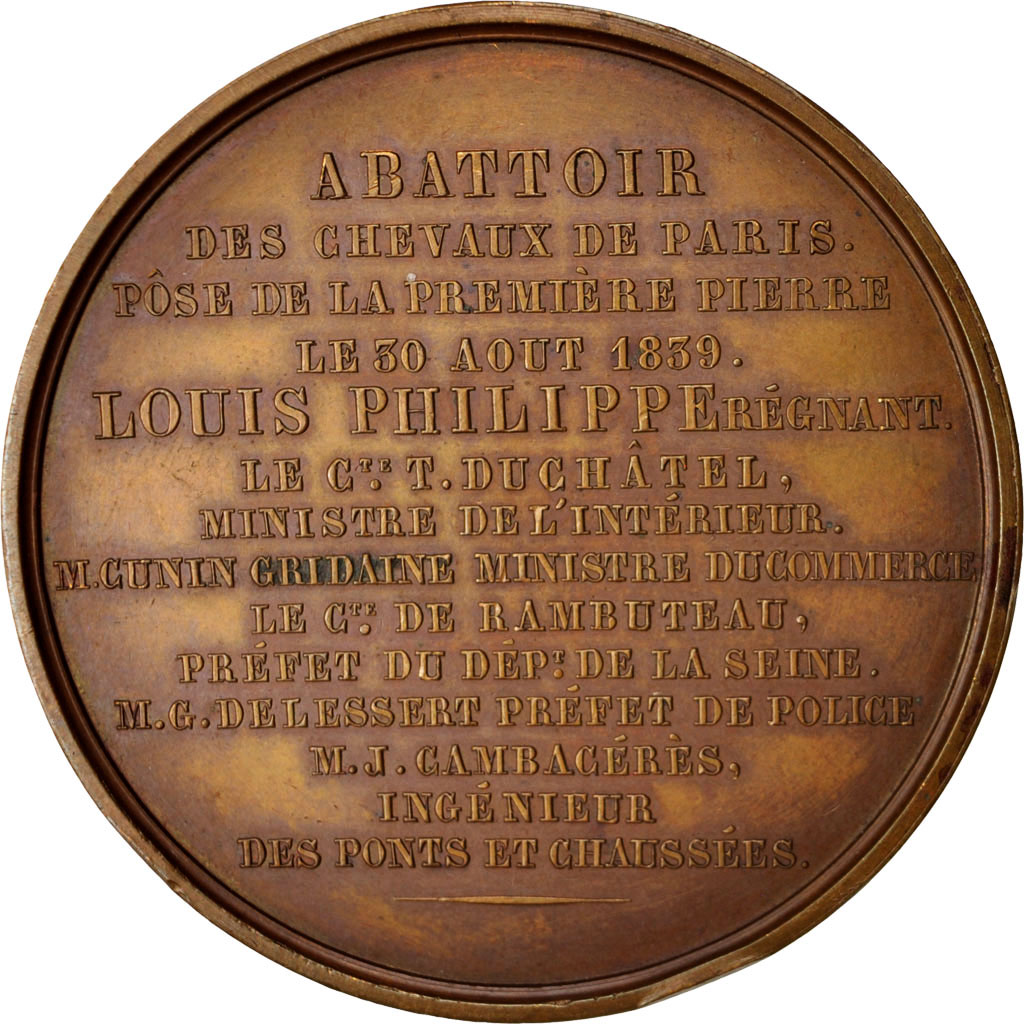 ABATTOIR
DES CHEVAUX DE PARIS.
PÔSE DE LA PREMIÈRE PIERRE
LE 30 AOUT 1839.
LOUIS PHILIPPE RÉGNANT.
LE CTE. T. DUCHÂTEL,
MINISTRE DE L'INTÉRIEUR.
M. CUNIN GRIDAINE MINISTRE DU COMMERCE
LE CTE. DE RAMBUTEAU,
PRÉFET DU DÉPT. DE LA SEINE.
M. G. DELESSERT PRÉFET DE POLICE
M. J. CAMBACÉRÈS,
INGÉNIEUR
DES PONTS ET CHAUSSÉES.